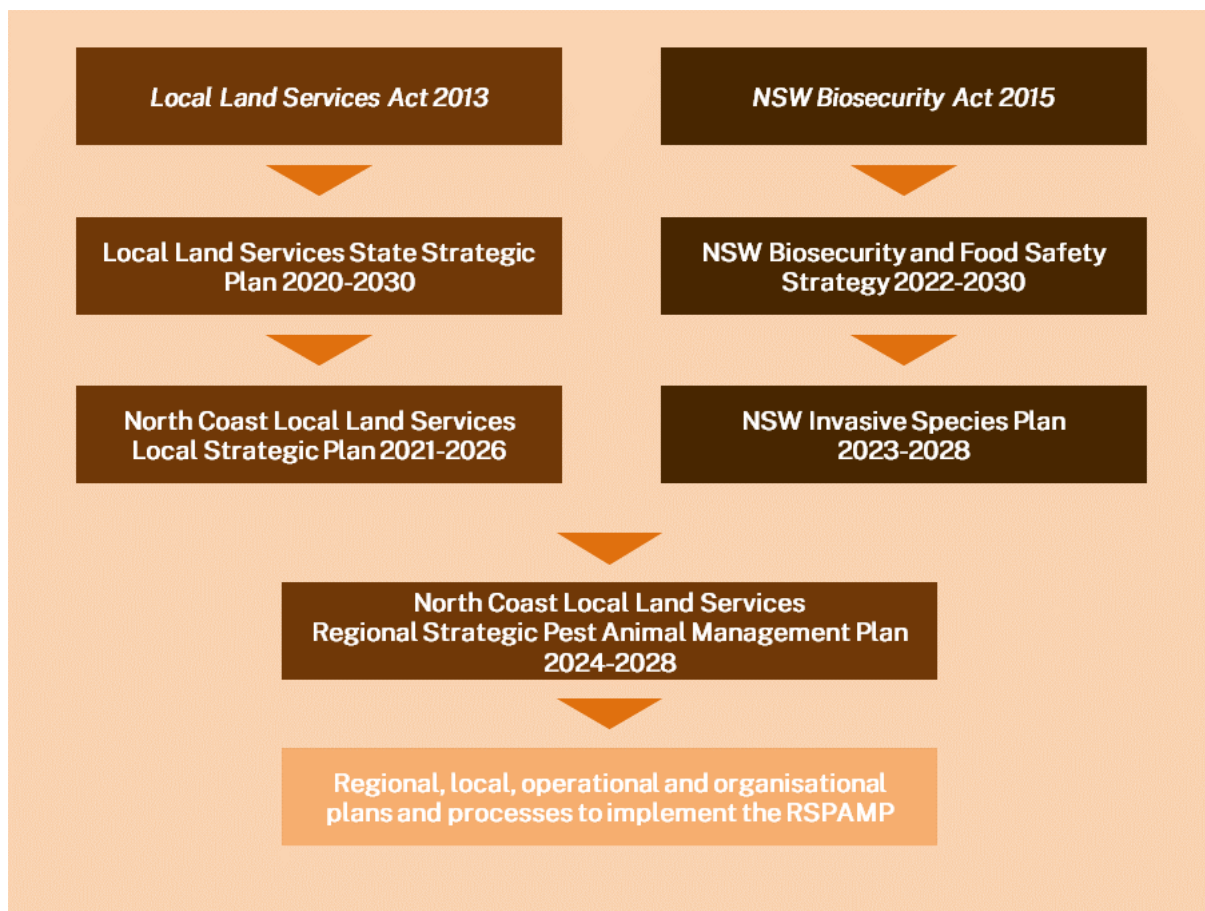 Local Land Services Act 2013
NSW Biosecurity Act 2015
Local Land Services State Strategic
Plan 2020-2030
NSW Biosecurity and Food Safety
Strategy 2022-2030
North Coast Local Land Services
Local Strategic Plan 2021-2026
NSW Invasive Species Plan
2023-2028
North Coast Local Land Services
Regional Strategic Pest Animal Management Plan
2024-2028
Regional, local, operational and organisational
plans and processes to implement the RSPAMP